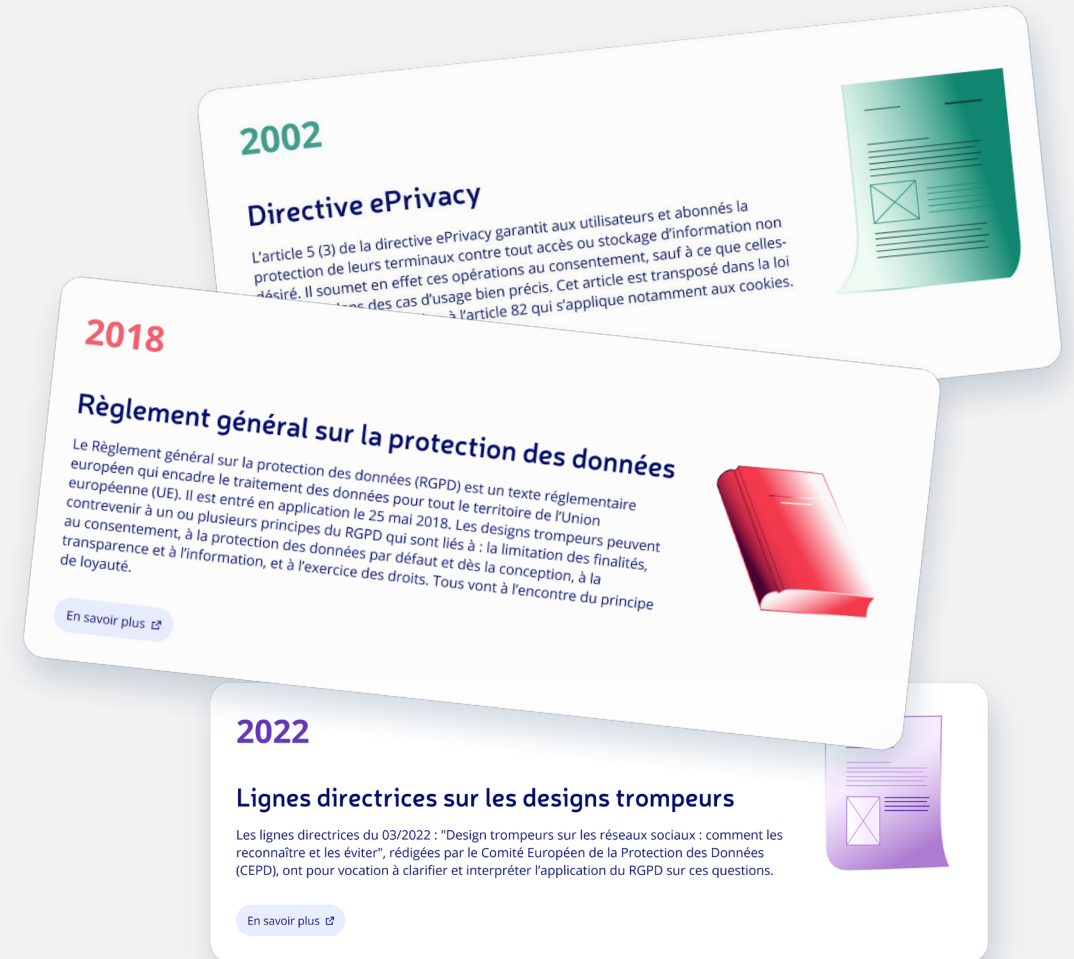 2002
Directive ePrivacy
L'article 5 (3) de la directive ePrivacy garantit aux utilisateurs et abonnés la
protection de leurs terminaux contre tout accès ou stockage d'information non
désiré. Il soumet en effet ces opérations au consentement, sauf à ce que celles-
des cas d'usage bien précis. Cet article est transposé dans la loi
à l'article 82 qui s'applique notamment aux cookies.
2018
Règlement général sur la protection des données
Le Règlement général sur la protection des données (RGPD) est un texte réglementaire
européen qui encadre le traitement des données pour tout le territoire de l'Union
européenne (UE). Il est entré en application le 25 mai 2018. Les designs trompeurs peuvent
contrevenir à un ou plusieurs principes du RGPD qui sont liés à : la limitation des finalités,
au consentement, à la protection des données par défaut et dès la conception, à la
transparence et à l'information, et à l'exercice des droits. Tous vont à l'encontre du principe
de loyauté.
En savoir plus
2022
Lignes directrices sur les designs trompeurs
Les lignes directrices du 03/2022 : "Design trompeurs sur les réseaux sociaux : comment les
reconnaître et les éviter", rédigées par le Comité Européen de la Protection des Données
(CEPD), ont pour vocation à clarifier et interpréter l'application du RGPD sur ces questions.
En savoir plus